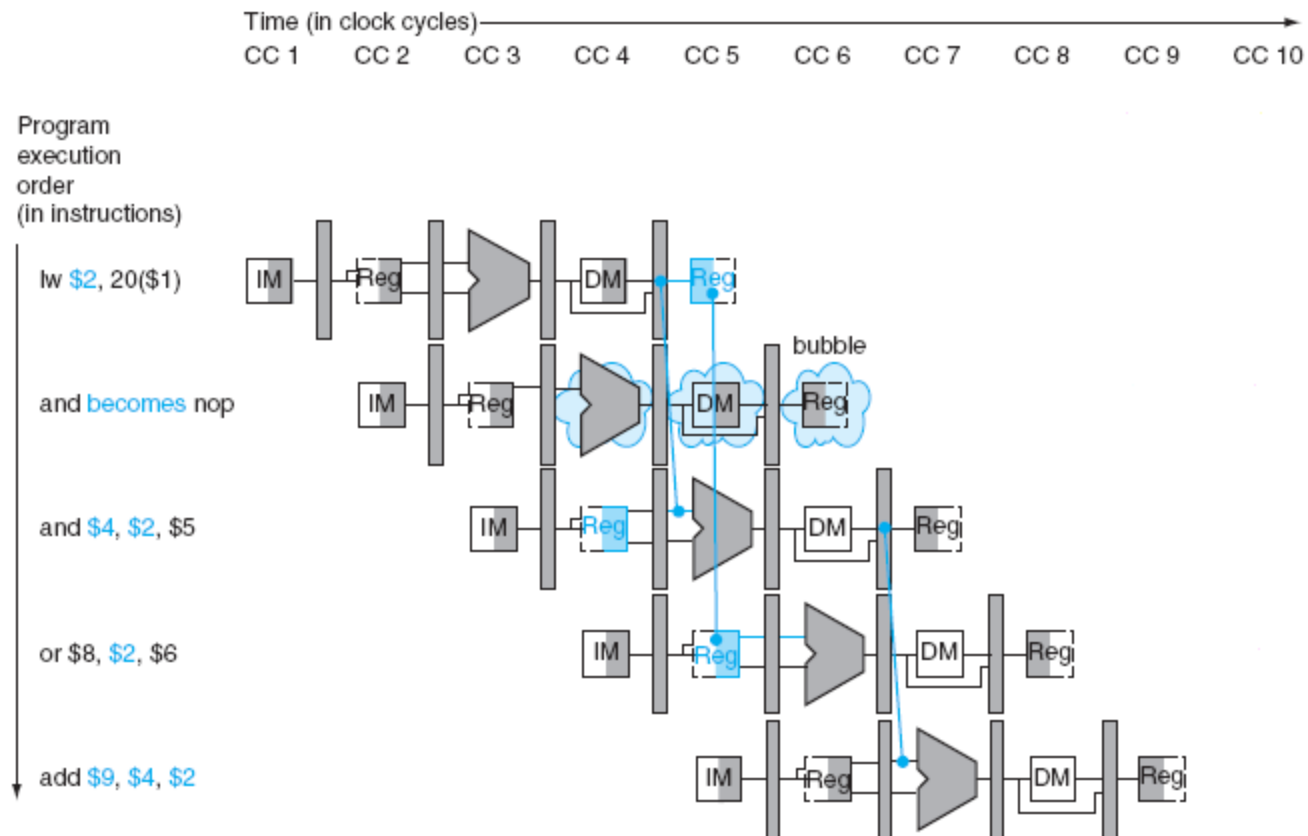 Time (in clock cycles)
CC 1 CC 2 CC 3 CC 4 CC 5 CC 6 CC 7 CC 8 CC 9 CC 10
Program
execution
order
(in instructions)
lw $2, 20($1) IM Reg DM Reg
bubble
and becomes nop IM Reg DM Reg
and $4, $2, $5 IM Reg DM Reg
or $8, $2, $6 IM Reg DM Reg
add $9, $4, $2 IM Reg DM Reg